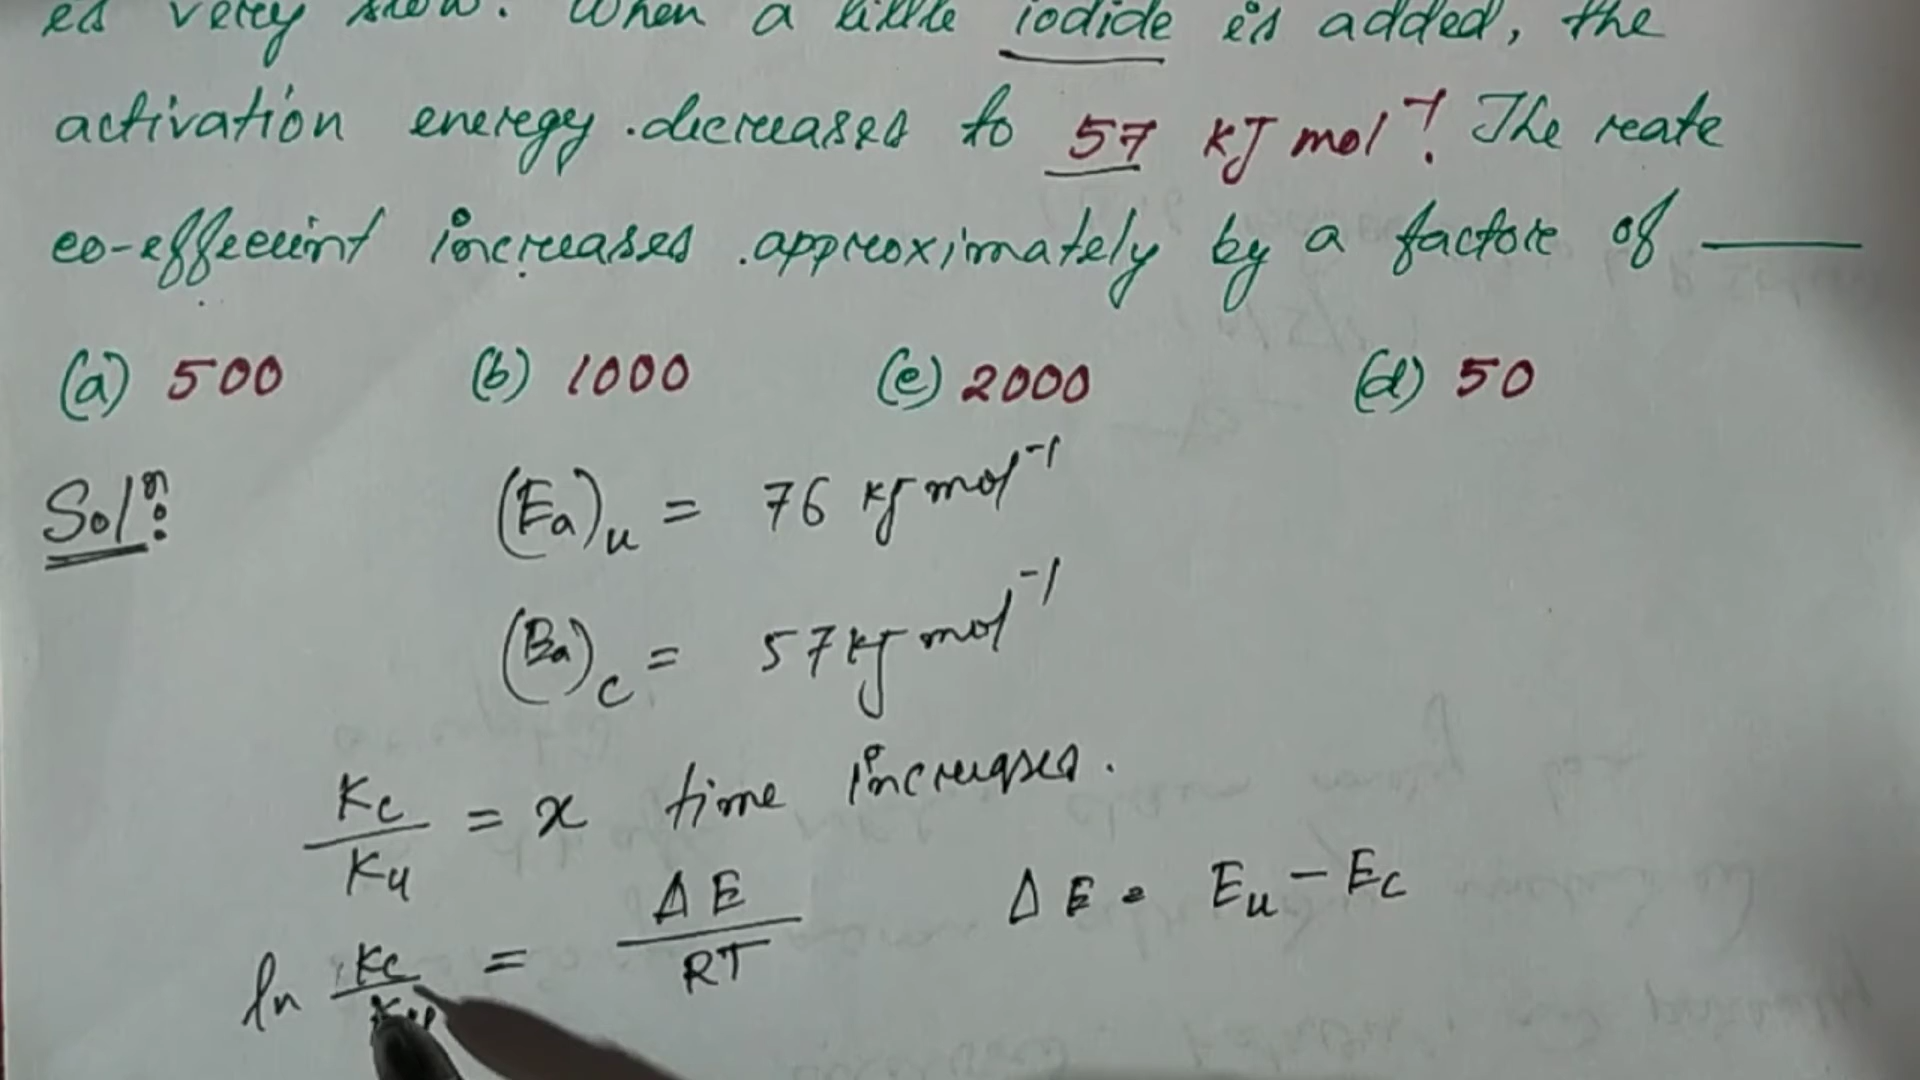 is very slow. When a little iodide is added, the
activation energy decreases to 57 kJ mol⁻¹. The rate
co-efficient increases approximately by a factor of ____
(a) 500 (b) 1000 (c) 2000 (d) 50
Solⁿ: (Ea)u = 76 kJ mol⁻¹
(Ea)c = 57 kJ mol⁻¹
Kc/Ku = x time increases.
ln Kc/Ku = ΔE/RT ΔE = Eu - Ec